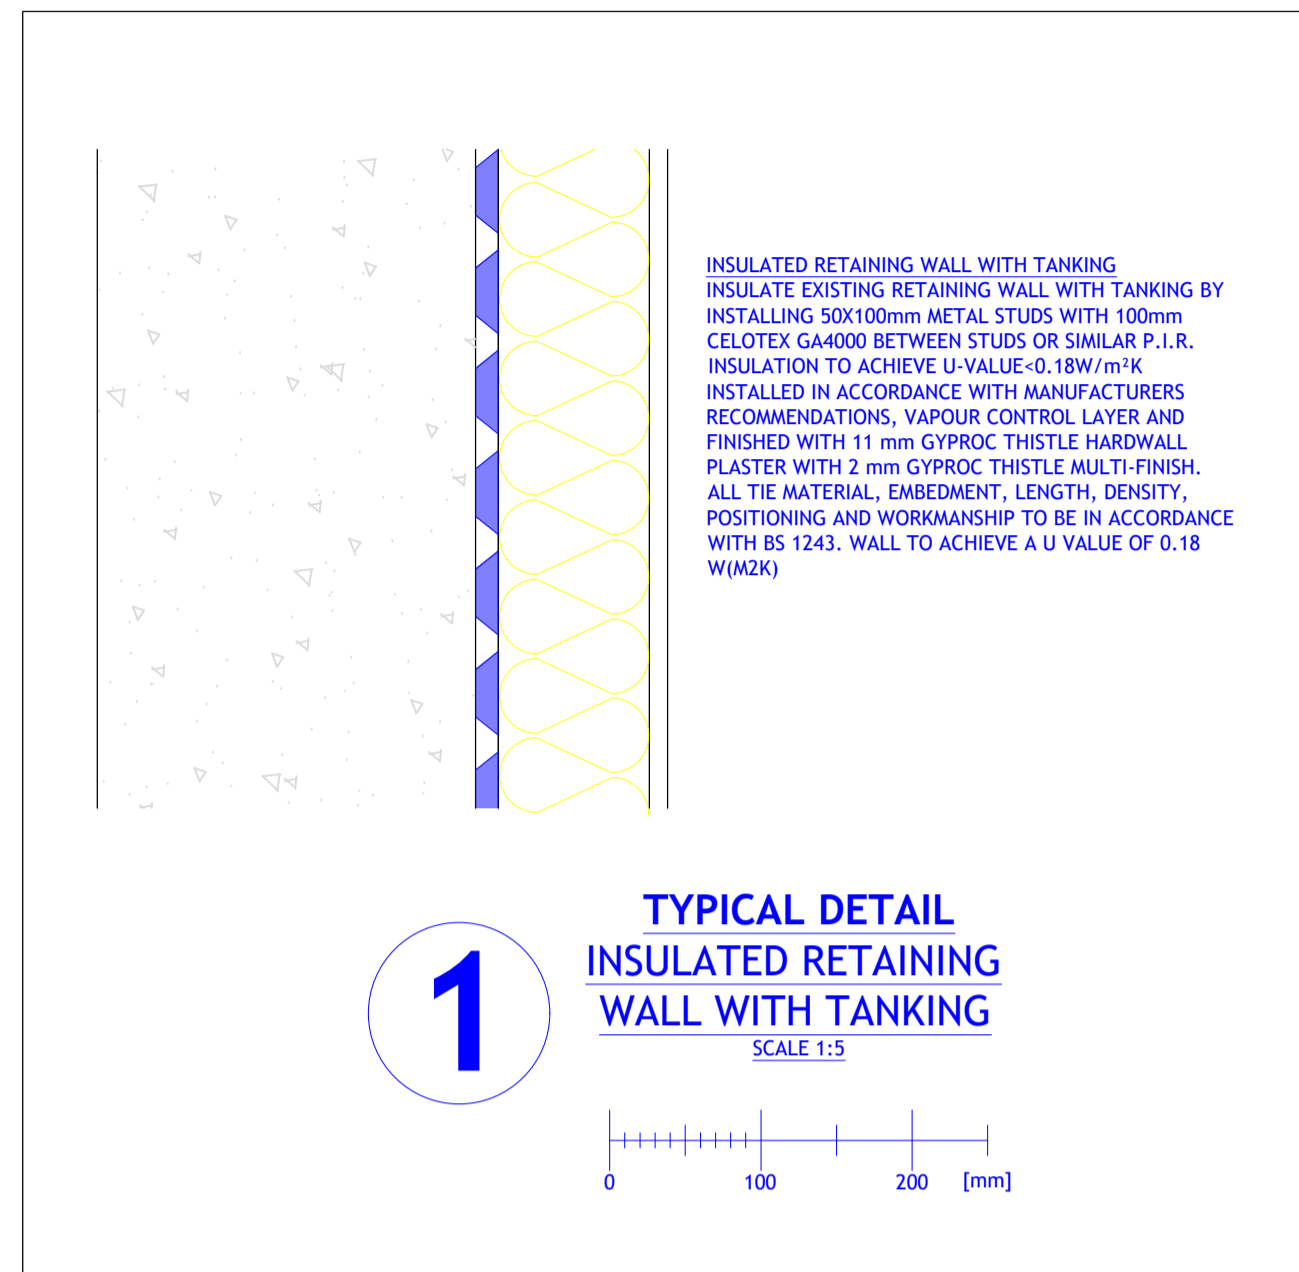 INSULATED RETAINING WALL WITH TANKING
INSULATE EXISTING RETAINING WALL WITH TANKING BY
INSTALLING 50X100mm METAL STUDS WITH 100mm
CELOTEX GA4000 BETWEEN STUDS OR SIMILAR P.I.R.
INSULATION TO ACHIEVE U-VALUE<0.18W/m²K
INSTALLED IN ACCORDANCE WITH MANUFACTURERS
RECOMMENDATIONS, VAPOUR CONTROL LAYER AND
FINISHED WITH 11 mm GYPROC THISTLE HARDWALL
PLASTER WITH 2 mm GYPROC THISTLE MULTI-FINISH.
ALL TIE MATERIAL, EMBEDMENT, LENGTH, DENSITY,
POSITIONING AND WORKMANSHIP TO BE IN ACCORDANCE
WITH BS 1243. WALL TO ACHIEVE A U VALUE OF 0.18
W(M2K)
1
TYPICAL DETAIL
INSULATED RETAINING
WALL WITH TANKING
SCALE 1:5
0 100 200 [mm]